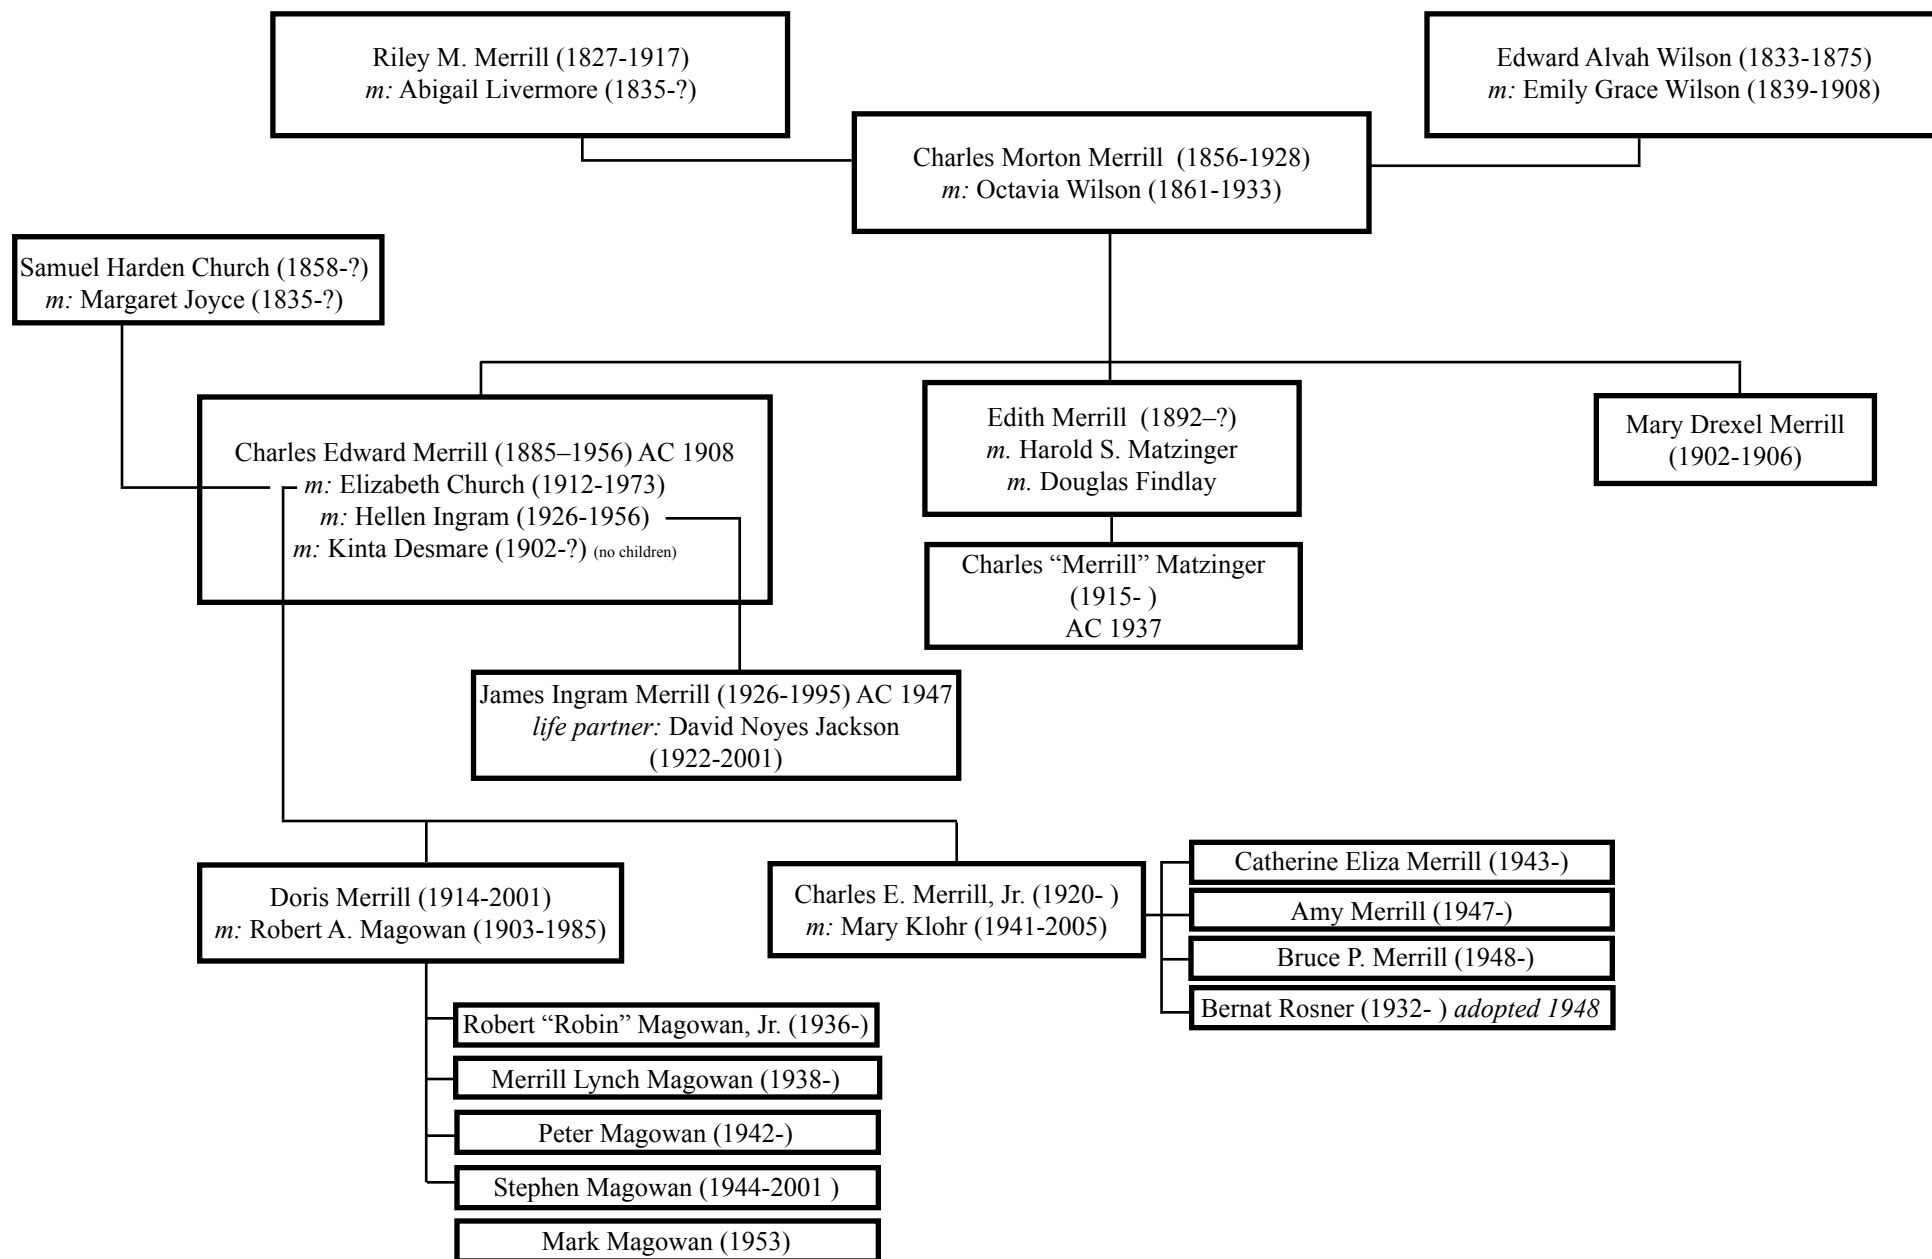 Riley M. Merrill (1827-1917)
m: Abigail Livermore (1835-?)
Edward Alvah Wilson (1833-1875)
m: Emily Grace Wilson (1839-1908)
Charles Morton Merrill (1856-1928)
m: Octavia Wilson (1861-1933)
Samuel Harden Church (1858-?)
m: Margaret Joyce (1835-?)
Charles Edward Merrill (1885–1956) AC 1908
m: Elizabeth Church (1912-1973)
m: Hellen Ingram (1926-1956)
m: Kinta Desmare (1902-?) (no children)
Edith Merrill (1892–?)
m. Harold S. Matzinger
m. Douglas Findlay
Mary Drexel Merrill
(1902-1906)
Charles “Merrill” Matzinger
(1915- )
AC 1937
James Ingram Merrill (1926-1995) AC 1947
life partner: David Noyes Jackson
(1922-2001)
Doris Merrill (1914-2001)
m: Robert A. Magowan (1903-1985)
Charles E. Merrill, Jr. (1920- )
m: Mary Klohr (1941-2005)
Catherine Eliza Merrill (1943-)
Amy Merrill (1947-)
Bruce P. Merrill (1948-)
Bernat Rosner (1932- ) adopted 1948
Robert “Robin” Magowan, Jr. (1936-)
Merrill Lynch Magowan (1938-)
Peter Magowan (1942-)
Stephen Magowan (1944-2001 )
Mark Magowan (1953)